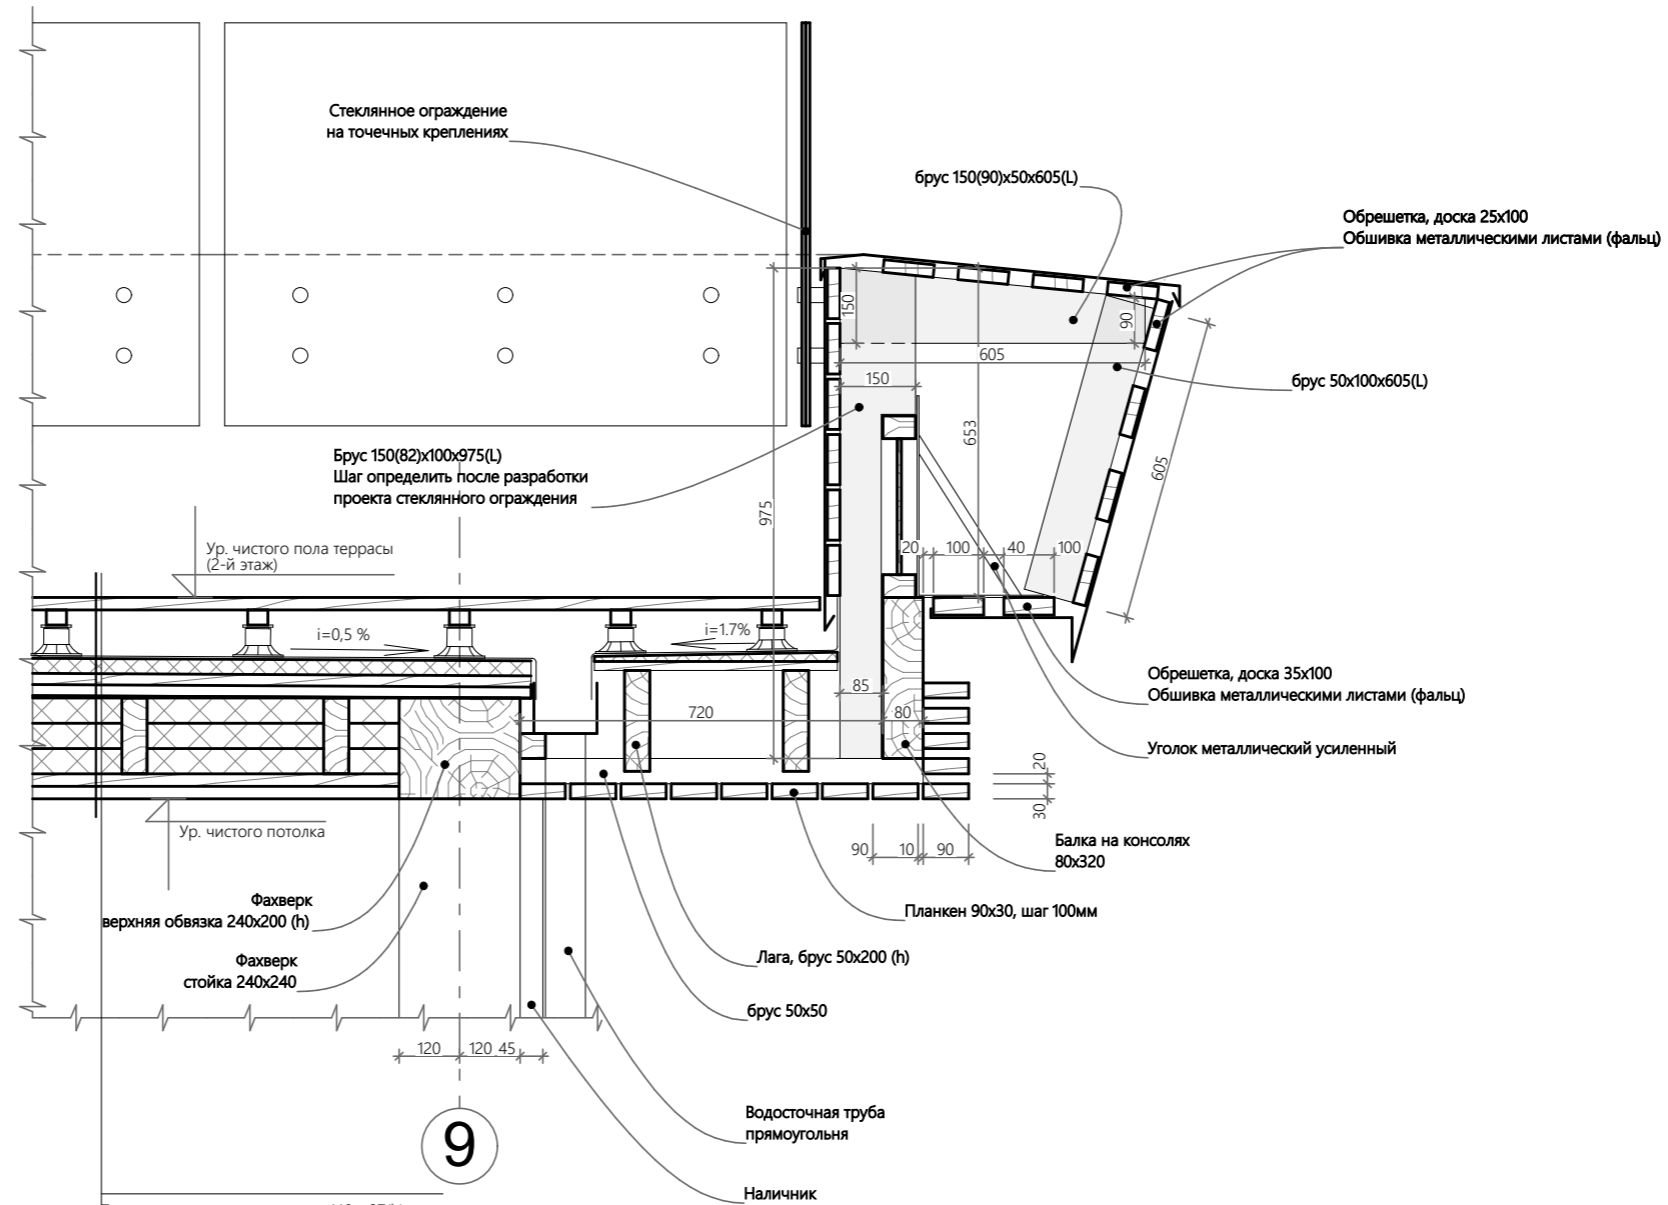 Стеклянное ограждение
на точечных креплениях
брус 150(90)х50х605(L)
Обрешетка, доска 25х100
Обшивка металлическими листами (фальц)
150
90
605
150
брус 50х100х605(L)
653
605
Брус 150(82)х100х975(L)
Шаг определить после разработки
проекта стеклянного ограждения
975
20
100
40
100
Ур. чистого пола террасы
(2-й этаж)
i=0,5 %
i=1.7%
85
720
80
Обрешетка, доска 35х100
Обшивка металлическими листами (фальц)
Уголок металлический усиленный
20
30
Ур. чистого потолка
90
10
90
Балка на консолях
80х320
Фахверк
верхняя обвязка 240х200 (h)
Планкен 90х30, шаг 100мм
Фахверк
стойка 240х240
Лага, брус 50х200 (h)
брус 50х50
120
120
45
9
Водосточная труба
прямоугольня
Наличник